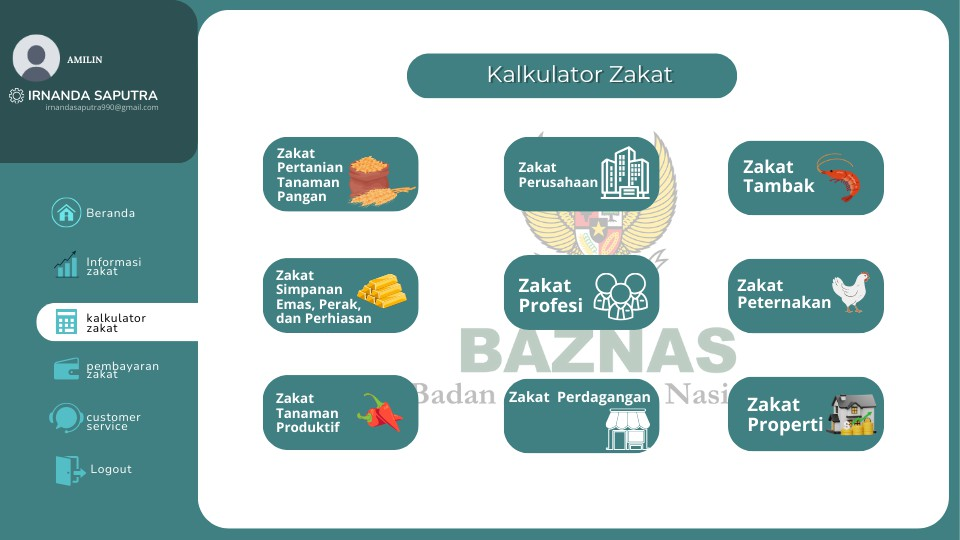 AMILIN
IRNANDA SAPUTRA
irnandasaputra990@gmail.com
Beranda
Informasi
zakat
kalkulator
zakat
pembayaran
zakat
customer
service
Logout
Kalkulator Zakat
Zakat
Pertanian
Tanaman
Pangan
Zakat
Perusahaan
Zakat
Tambak
Zakat
Simpanan
Emas, Perak,
dan Perhiasan
Zakat
Profesi
Zakat
Peternakan
BAZNAS
Badan
Nasi
Zakat
Tanaman
Produktif
Zakat Perdagangan
Zakat
Properti